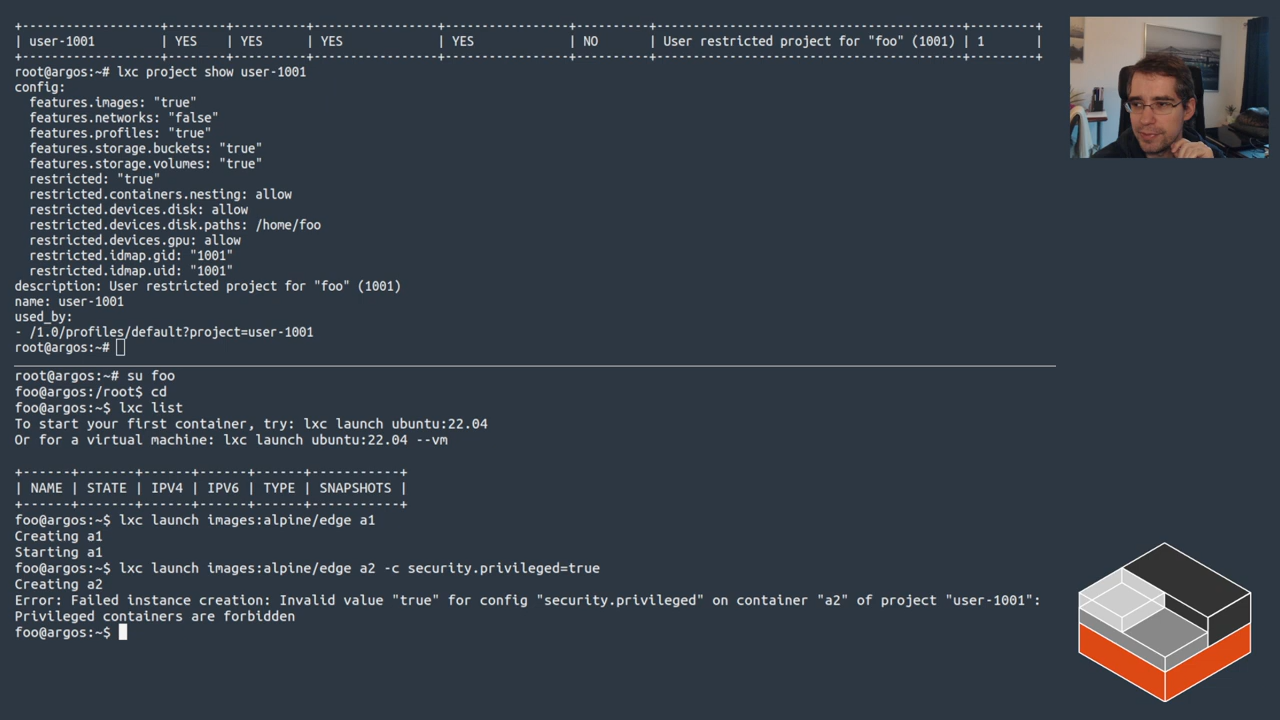 +------------------+-------+---------+----------------+-----------------+----------+----------------------------------------+---------+
| user-1001 | YES | YES | YES | YES | NO | User restricted project for "foo" (1001) | 1 |
+------------------+-------+---------+----------------+-----------------+----------+----------------------------------------+---------+
root@argos:~# lxc project show user-1001
config:
  features.images: "true"
  features.networks: "false"
  features.profiles: "true"
  features.storage.buckets: "true"
  features.storage.volumes: "true"
  restricted: "true"
  restricted.containers.nesting: allow
  restricted.devices.disk: allow
  restricted.devices.disk.paths: /home/foo
  restricted.devices.gpu: allow
  restricted.idmap.gid: "1001"
  restricted.idmap.uid: "1001"
description: User restricted project for "foo" (1001)
name: user-1001
used_by:
- /1.0/profiles/default?project=user-1001
root@argos:~#
root@argos:~# su foo
foo@argos:/root$ cd
foo@argos:~$ lxc list
To start your first container, try: lxc launch ubuntu:22.04
Or for a virtual machine: lxc launch ubuntu:22.04 --vm
+------+-------+------+------+------+-----------+
| NAME | STATE | IPV4 | IPV6 | TYPE | SNAPSHOTS |
+------+-------+------+------+------+-----------+
foo@argos:~$ lxc launch images:alpine/edge a1
Creating a1
Starting a1
foo@argos:~$ lxc launch images:alpine/edge a2 -c security.privileged=true
Creating a2
Error: Failed instance creation: Invalid value "true" for config "security.privileged" on container "a2" of project "user-1001":
Privileged containers are forbidden
foo@argos:~$